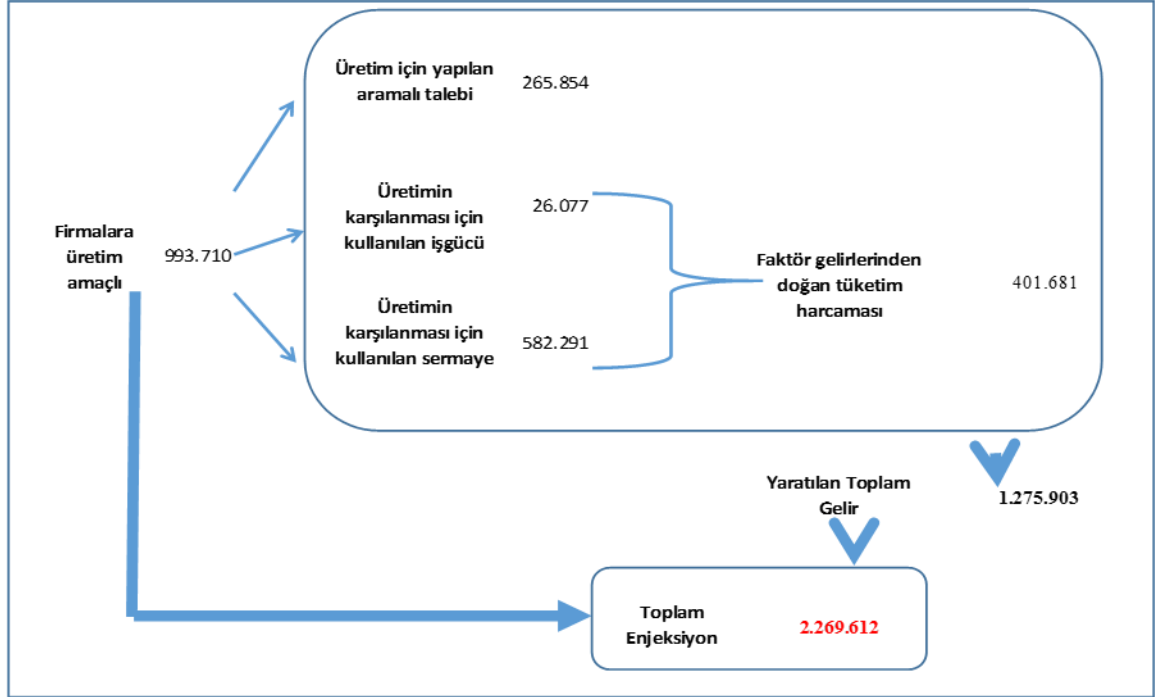 Üretim için yapılan
aramalı talebi
265.854
Üretimin
karşılanması için
kullanılan işgücü
26.077
Firmalara
üretim
amaçlı
993.710
Faktör gelirlerinden
doğan tüketim
harcaması
401.681
Üretimin
karşılanması için
kullanılan sermaye
582.291
Yaratılan Toplam
Gelir
1.275.903
Toplam
Enjeksiyon
2.269.612